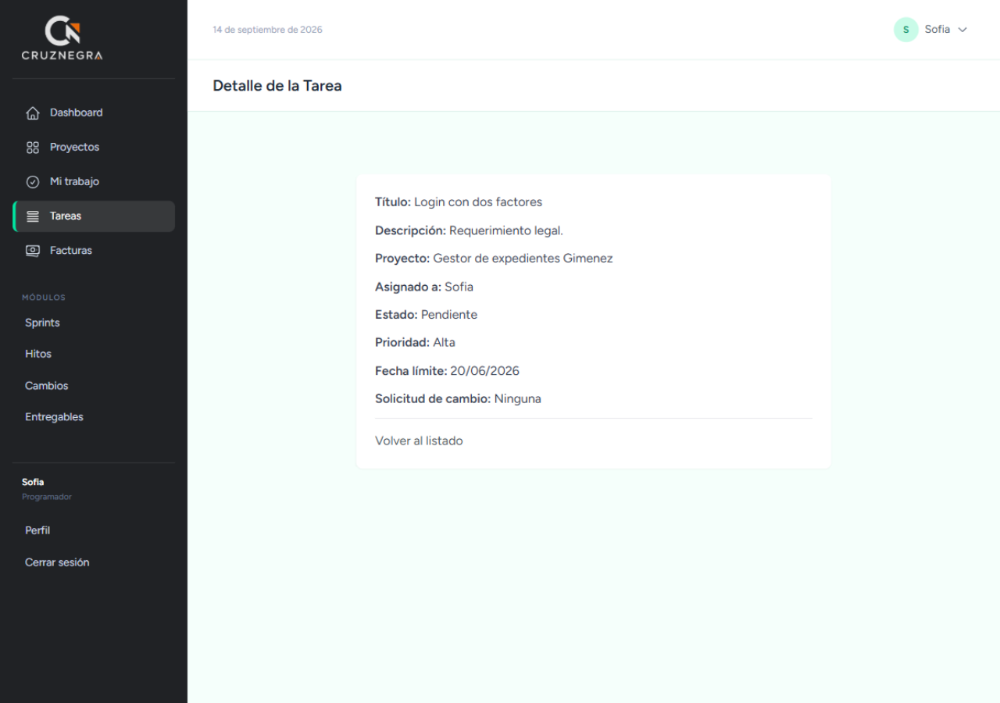 CRUZNEGRA
14 de septiembre de 2026
S
Sofia
Detalle de la Tarea
Dashboard
Proyectos
Mi trabajo
Tareas
Facturas
MÓDULOS
Sprints
Hitos
Cambios
Entregables
Sofia
Programador
Perfil
Cerrar sesión
Título: Login con dos factores
Descripción: Requerimiento legal.
Proyecto: Gestor de expedientes Gimenez
Asignado a: Sofia
Estado: Pendiente
Prioridad: Alta
Fecha límite: 20/06/2026
Solicitud de cambio: Ninguna
Volver al listado